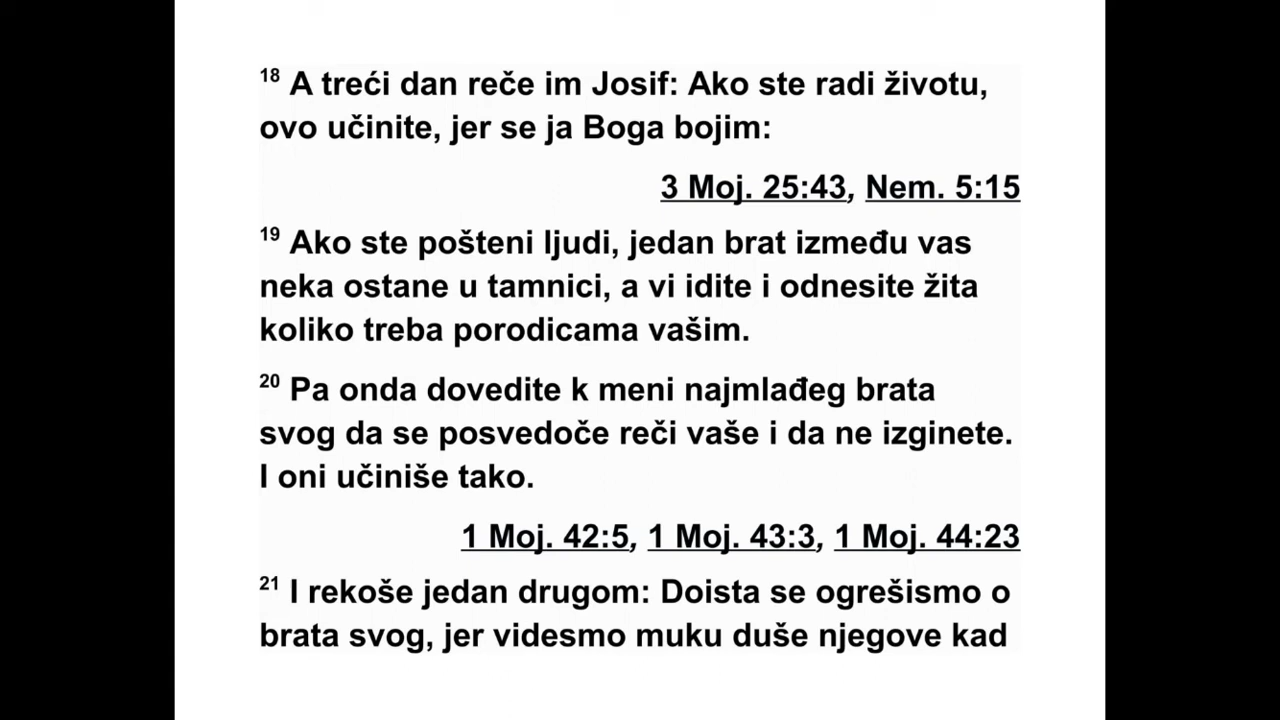 18 A treći dan reče im Josif: Ako ste radi životu,
ovo učinite, jer se ja Boga bojim:
3 Moj. 25:43, Nem. 5:15
19 Ako ste pošteni ljudi, jedan brat između vas
neka ostane u tamnici, a vi idite i odnesite žita
koliko treba porodicama vašim.
20 Pa onda dovedite k meni najmlađeg brata
svog da se posvedoče reči vaše i da ne izginete.
I oni učiniše tako.
1 Moj. 42:5, 1 Moj. 43:3, 1 Moj. 44:23
21 I rekoše jedan drugom: Doista se ogrešismo o
brata svog, jer videsmo muku duše njegove kad